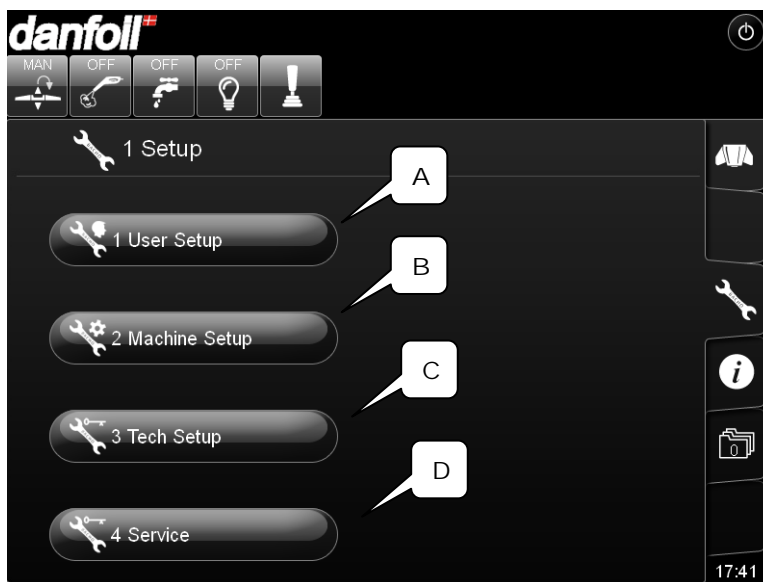 danfoil
MAN OFF OFF OFF
1 Setup
A
1 User Setup
B
2 Machine Setup
C
3 Tech Setup
D
4 Service
i
0
17:41